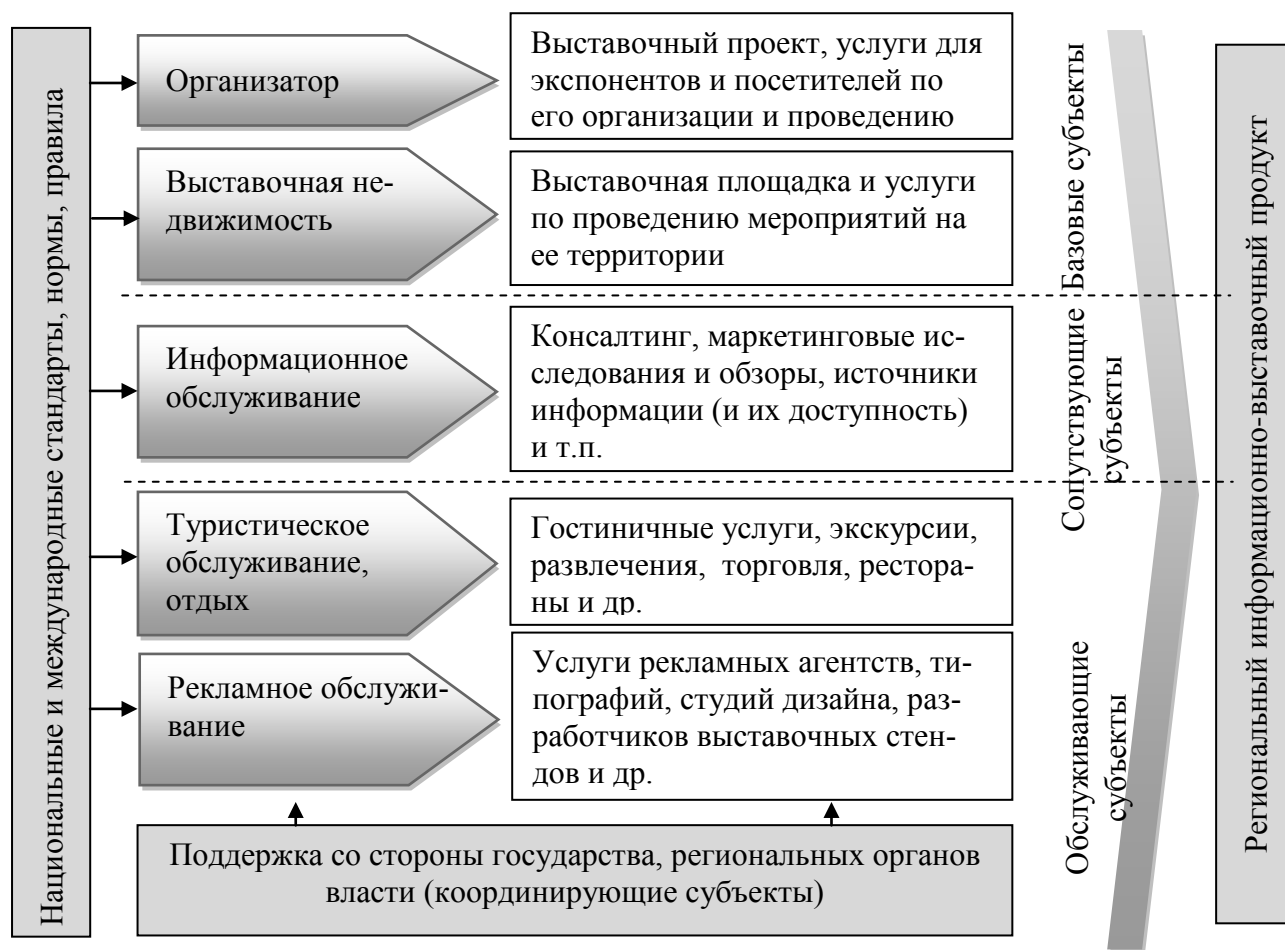 Национальные и международные стандарты, нормы, правила
Организатор
Выставочный проект, услуги для
экспонентов и посетителей по
его организации и проведению
Выставочная не-
движимость
Выставочная площадка и услуги
по проведению мероприятий на
ее территории
Базовые субъекты
Информационное
обслуживание
Консалтинг, маркетинговые ис-
следования и обзоры, источники
информации (и их доступность)
и т.п.
Сопутствующие
субъекты
Туристическое
обслуживание,
отдых
Гостиничные услуги, экскурсии,
развлечения, торговля, рестора-
ны и др.
Рекламное обслужи-
вание
Услуги рекламных агентств, ти-
пографий, студий дизайна, раз-
работчиков выставочных стен-
дов и др.
Обслуживающие
субъекты
Поддержка со стороны государства, региональных органов
власти (координирующие субъекты)
Региональный информационно-выставочный продукт